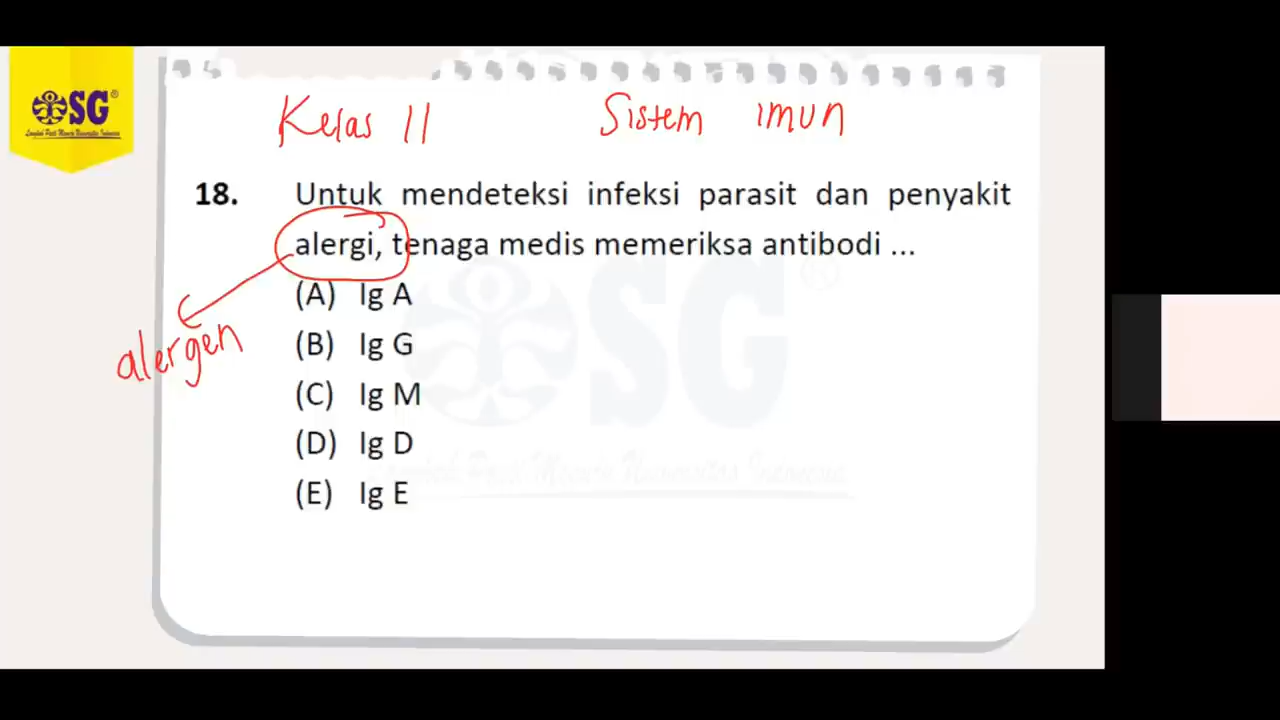 SG®
Kelas 11 Sistem imun
18. Untuk mendeteksi infeksi parasit dan penyakit
alergi, tenaga medis memeriksa antibodi ...
(A) Ig A
alergen
(B) Ig G
(C) Ig M
(D) Ig D
(E) Ig E